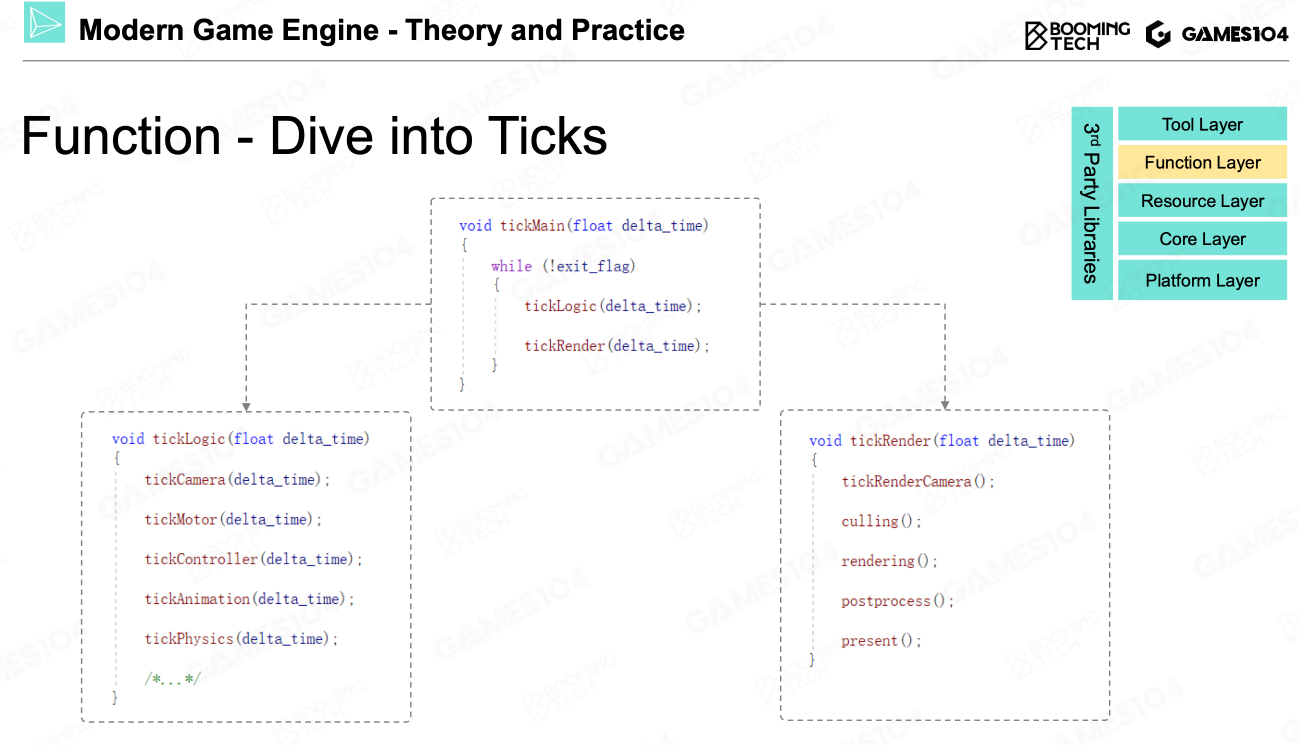 Modern Game Engine - Theory and Practice
BOOMING
TECH
GAMES104
Function - Dive into Ticks
3rd Party Libraries
Tool Layer
Function Layer
Resource Layer
Core Layer
Platform Layer
void tickMain(float delta_time)
{
while (!exit_flag)
{
tickLogic(delta_time);
tickRender(delta_time);
}
}
void tickLogic(float delta_time)
{
tickCamera(delta_time);
tickMotor(delta_time);
tickController(delta_time);
tickAnimation(delta_time);
tickPhysics(delta_time);
/*...*/
}
void tickRender(float delta_time)
{
tickRenderCamera();
culling();
rendering();
postprocess();
present();
}